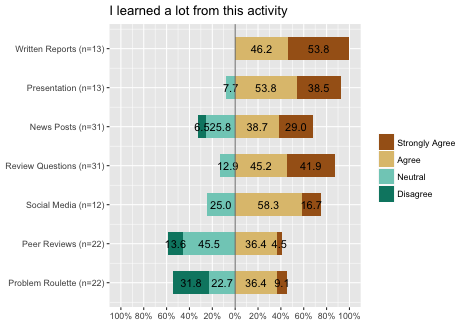 I learned a lot from this activity
Written Reports (n=13) 46.2 53.8
Presentation (n=13) 7.7 53.8 38.5
News Posts (n=31) 6.5 25.8 38.7 29.0
Review Questions (n=31) 12.9 45.2 41.9
Social Media (n=12) 25.0 58.3 16.7
Peer Reviews (n=22) 13.6 45.5 36.4 4.5
Problem Roulette (n=22) 31.8 22.7 36.4 9.1
100% 80% 60% 40% 20% 0% 20% 40% 60% 80% 100%
Strongly Agree
Agree
Neutral
Disagree